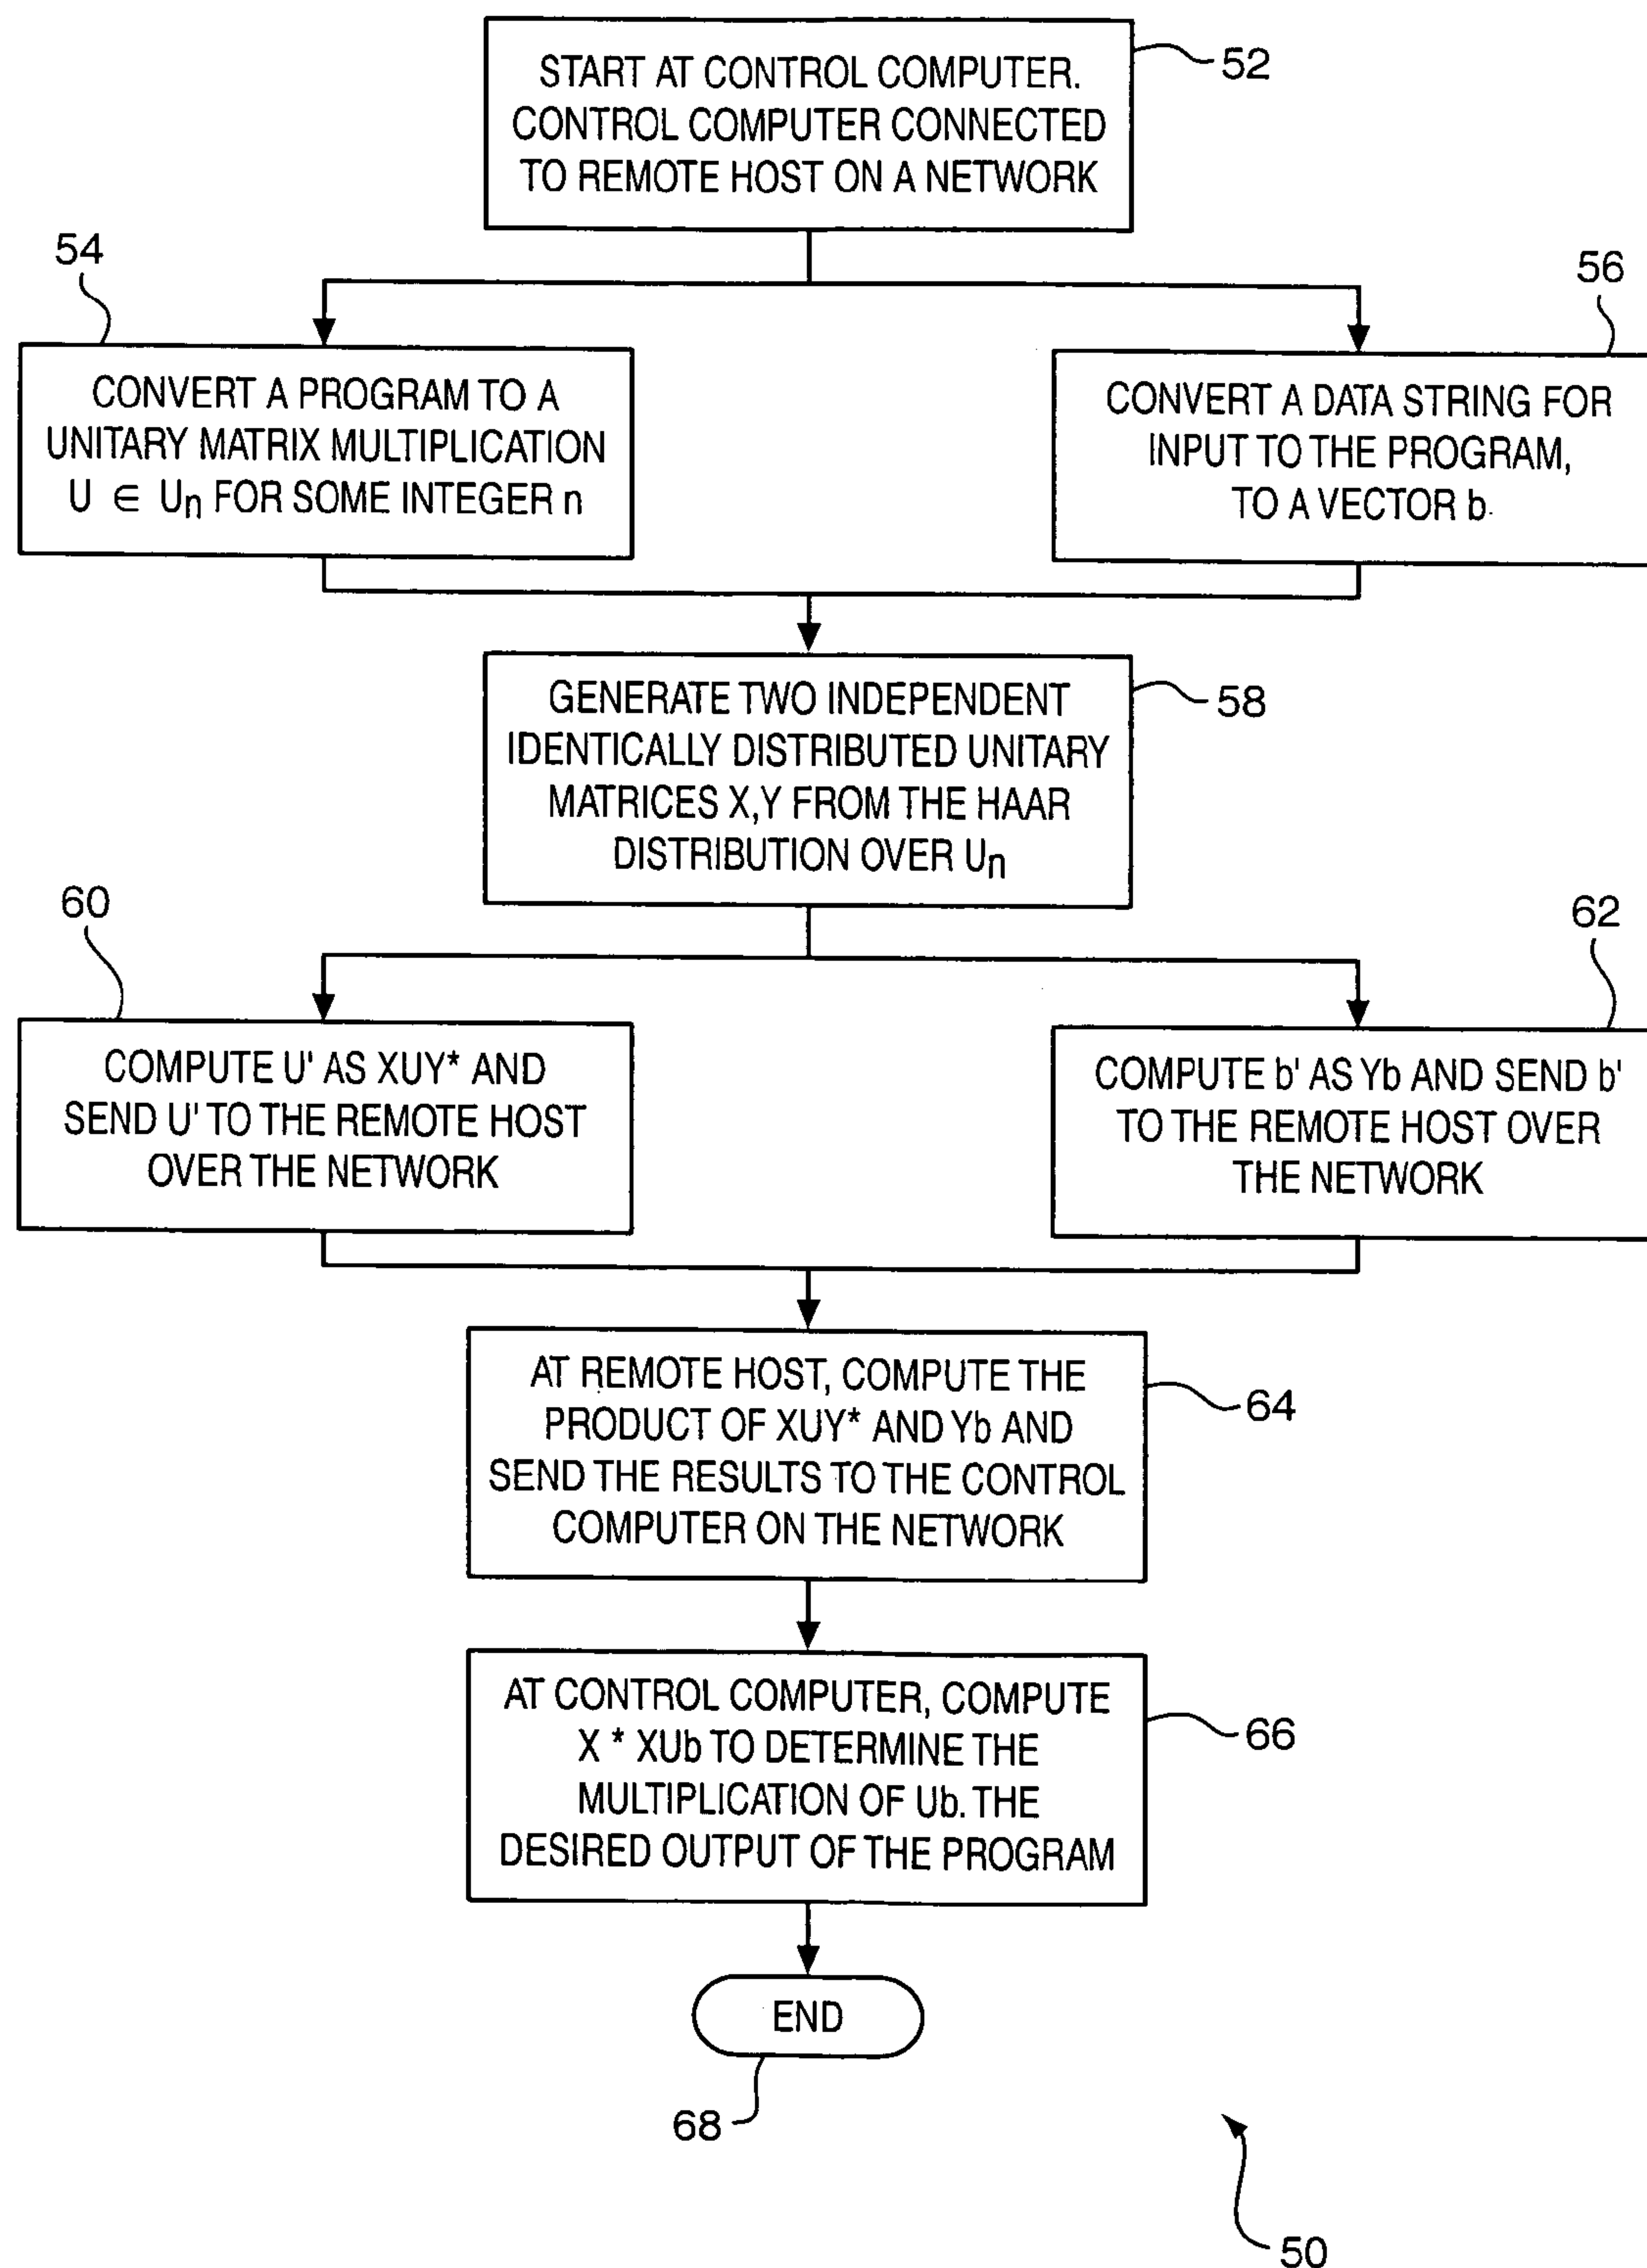 START AT CONTROL COMPUTER.
CONTROL COMPUTER CONNECTED
TO REMOTE HOST ON A NETWORK
52
54
CONVERT A PROGRAM TO A
UNITARY MATRIX MULTIPLICATION
U ∈ Un FOR SOME INTEGER n
56
CONVERT A DATA STRING FOR
INPUT TO THE PROGRAM,
TO A VECTOR b
GENERATE TWO INDEPENDENT
IDENTICALLY DISTRIBUTED UNITARY
MATRICES X,Y FROM THE HAAR
DISTRIBUTION OVER Un
58
60
COMPUTE U' AS XUY* AND
SEND U' TO THE REMOTE HOST
OVER THE NETWORK
62
COMPUTE b' AS Yb AND SEND b'
TO THE REMOTE HOST OVER
THE NETWORK
AT REMOTE HOST, COMPUTE THE
PRODUCT OF XUY* AND Yb AND
SEND THE RESULTS TO THE CONTROL
COMPUTER ON THE NETWORK
64
AT CONTROL COMPUTER, COMPUTE
X * XUb TO DETERMINE THE
MULTIPLICATION OF Ub. THE
DESIRED OUTPUT OF THE PROGRAM
66
END
68
50